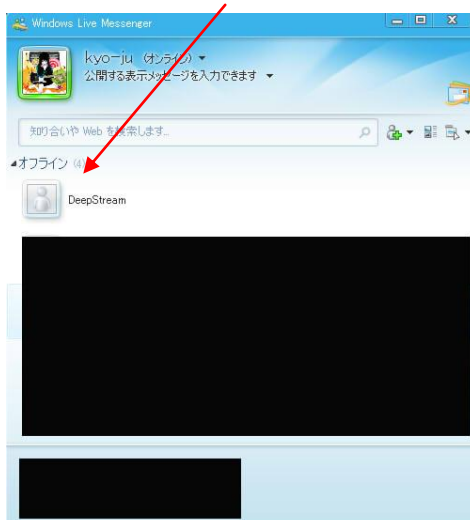 Windows Live Messenger
kyo-ju (オンライン)
公開する表示メッセージを入力できます
知り合いや Web を検索します...
オフライン (4)
DeepStream